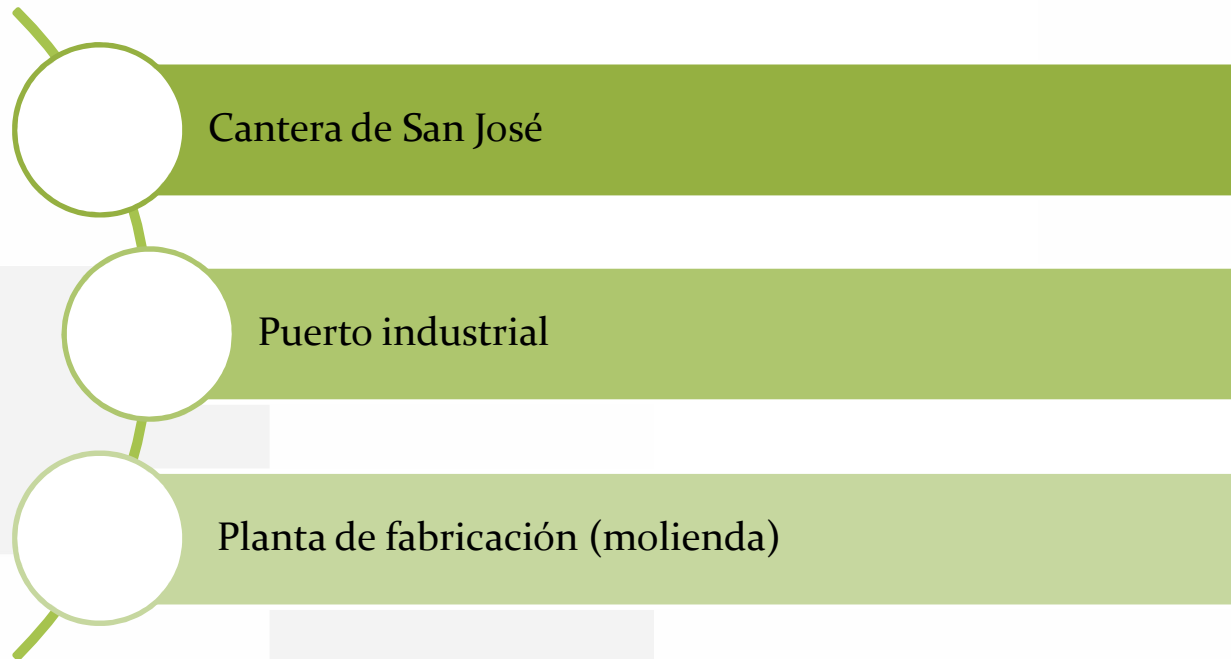 Cantera de San José
Puerto industrial
Planta de fabricación (molienda)